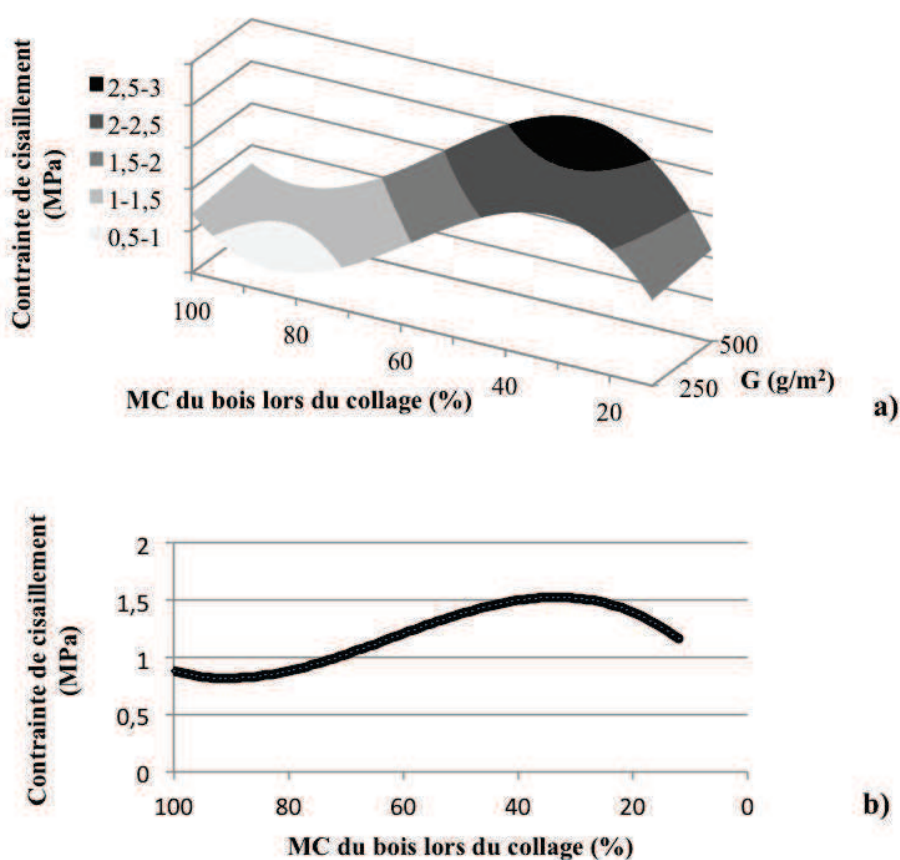 Contrainte de cisaillement
(MPa)
2,5-3
2-2,5
1,5-2
1-1,5
0,5-1
100
80
60
40
20
500
250
G (g/m²)
MC du bois lors du collage (%)
a)
Contrainte de cisaillement
(MPa)
2
1,5
1
0,5
0
100
80
60
40
20
0
MC du bois lors du collage (%)
b)